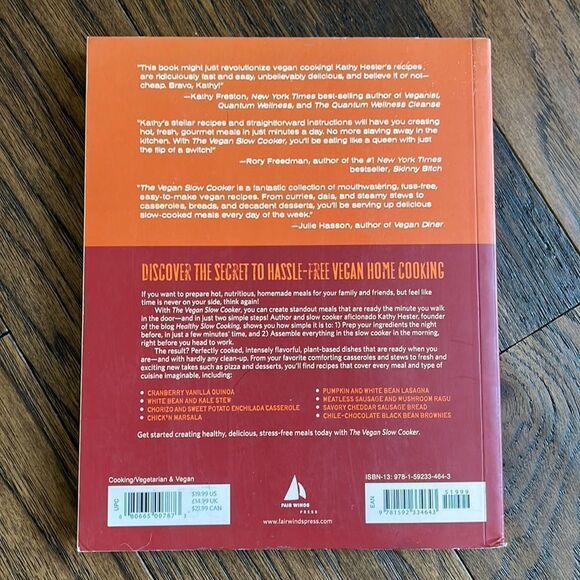 "This book might just revolutionize vegan cooking! Kathy Hester's recipes
are ridiculously fast and easy, unbelievably delicious, and believe it or not—
cheap. Bravo, Kathy!"
—Kathy Freston, New York Times best-selling author of Veganist,
Quantum Wellness, and The Quantum Wellness Cleanse
"Kathy's stellar recipes and straightforward instructions will have you creating
hot, fresh, gourmet meals in just minutes a day. No more slaving away in the
kitchen. With The Vegan Slow Cooker, you'll be eating like a queen with just
the flip of a switch!"
—Rory Freedman, author of the #1 New York Times
bestseller, Skinny Bitch
"The Vegan Slow Cooker is a fantastic collection of mouthwatering, fuss-free,
easy-to-make vegan recipes. From curries, dals, and steamy stews to
casseroles, breads, and decadent desserts, you'll be serving up delicious
slow-cooked meals every day of the week."
—Julie Hasson, author of Vegan Diner
DISCOVER THE SECRET TO HASSLE-FREE VEGAN HOME COOKING
If you want to prepare hot, nutritious, homemade meals for your family and friends, but feel like
time is never on your side, think again!
With The Vegan Slow Cooker, you can create standout meals that are ready the minute you walk
in the door—and in just two simple steps! Author and slow cooker aficionado Kathy Hester, founder
of the blog Healthy Slow Cooking, shows you how simple it is to: 1) Prep your ingredients the night
before, in just a few minutes' time, and 2) Assemble everything in the slow cooker in the morning,
right before you head to work.
The result? Perfectly cooked, intensely flavorful, plant-based dishes that are ready when you
are—and with hardly any clean-up. From your favorite comforting casseroles and stews to fresh and
exciting new takes such as pizza and desserts, you'll find recipes that cover every meal and type of
cuisine imaginable, including:
• CRANBERRY VANILLA QUINOA
• WHITE BEAN AND KALE STEW
• CHORIZO AND SWEET POTATO ENCHILADA CASSEROLE
• CHICK'N MARSALA
• PUMPKIN AND WHITE BEAN LASAGNA
• MEATLESS SAUSAGE AND MUSHROOM RAGU
• SAVORY CHEDDAR SAUSAGE BREAD
• CHILE-CHOCOLATE BLACK BEAN BROWNIES
Get started creating healthy, delicious, stress-free meals today with The Vegan Slow Cooker.
Cooking/Vegetarian & Vegan
UPC
$19.99 US
£14.99 UK
$21.99 CAN
8 80665 00787 3
FAIR WINDS
PRESS
www.fairwindspress.com
ISBN-13: 978-1-59233-464-3
EAN
51999
9 781592 334643